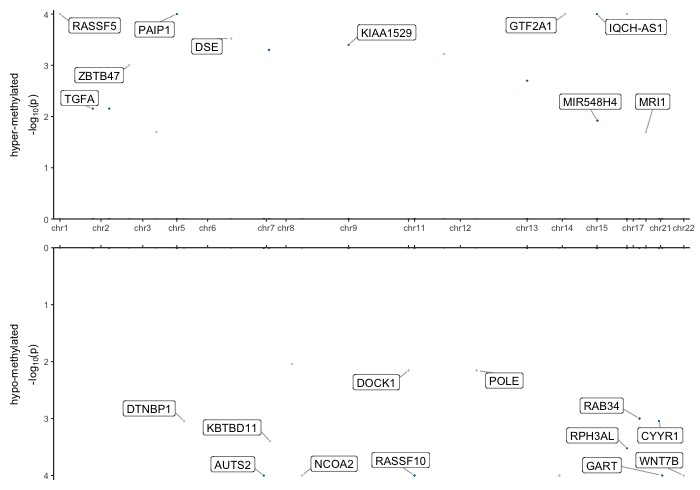 4
RASSF5
PAIP1
GTF2A1
IQCH-AS1
DSE
KIAA1529
3
ZBTB47
TGFA
MIR548H4
MRI1
2
1
0
hyper-methylated
-log10(p)
chr1 chr2 chr3 chr5 chr6 chr7 chr8 chr9 chr11 chr12 chr13 chr14 chr15 chr17 chr21 chr22
0
1
2
DOCK1
POLE
DTNBP1
RAB34
3
KBTBD11
RPH3AL
CYYR1
AUTS2
NCOA2
RASSF10
GART
WNT7B
4
hypo-methylated
-log10(p)